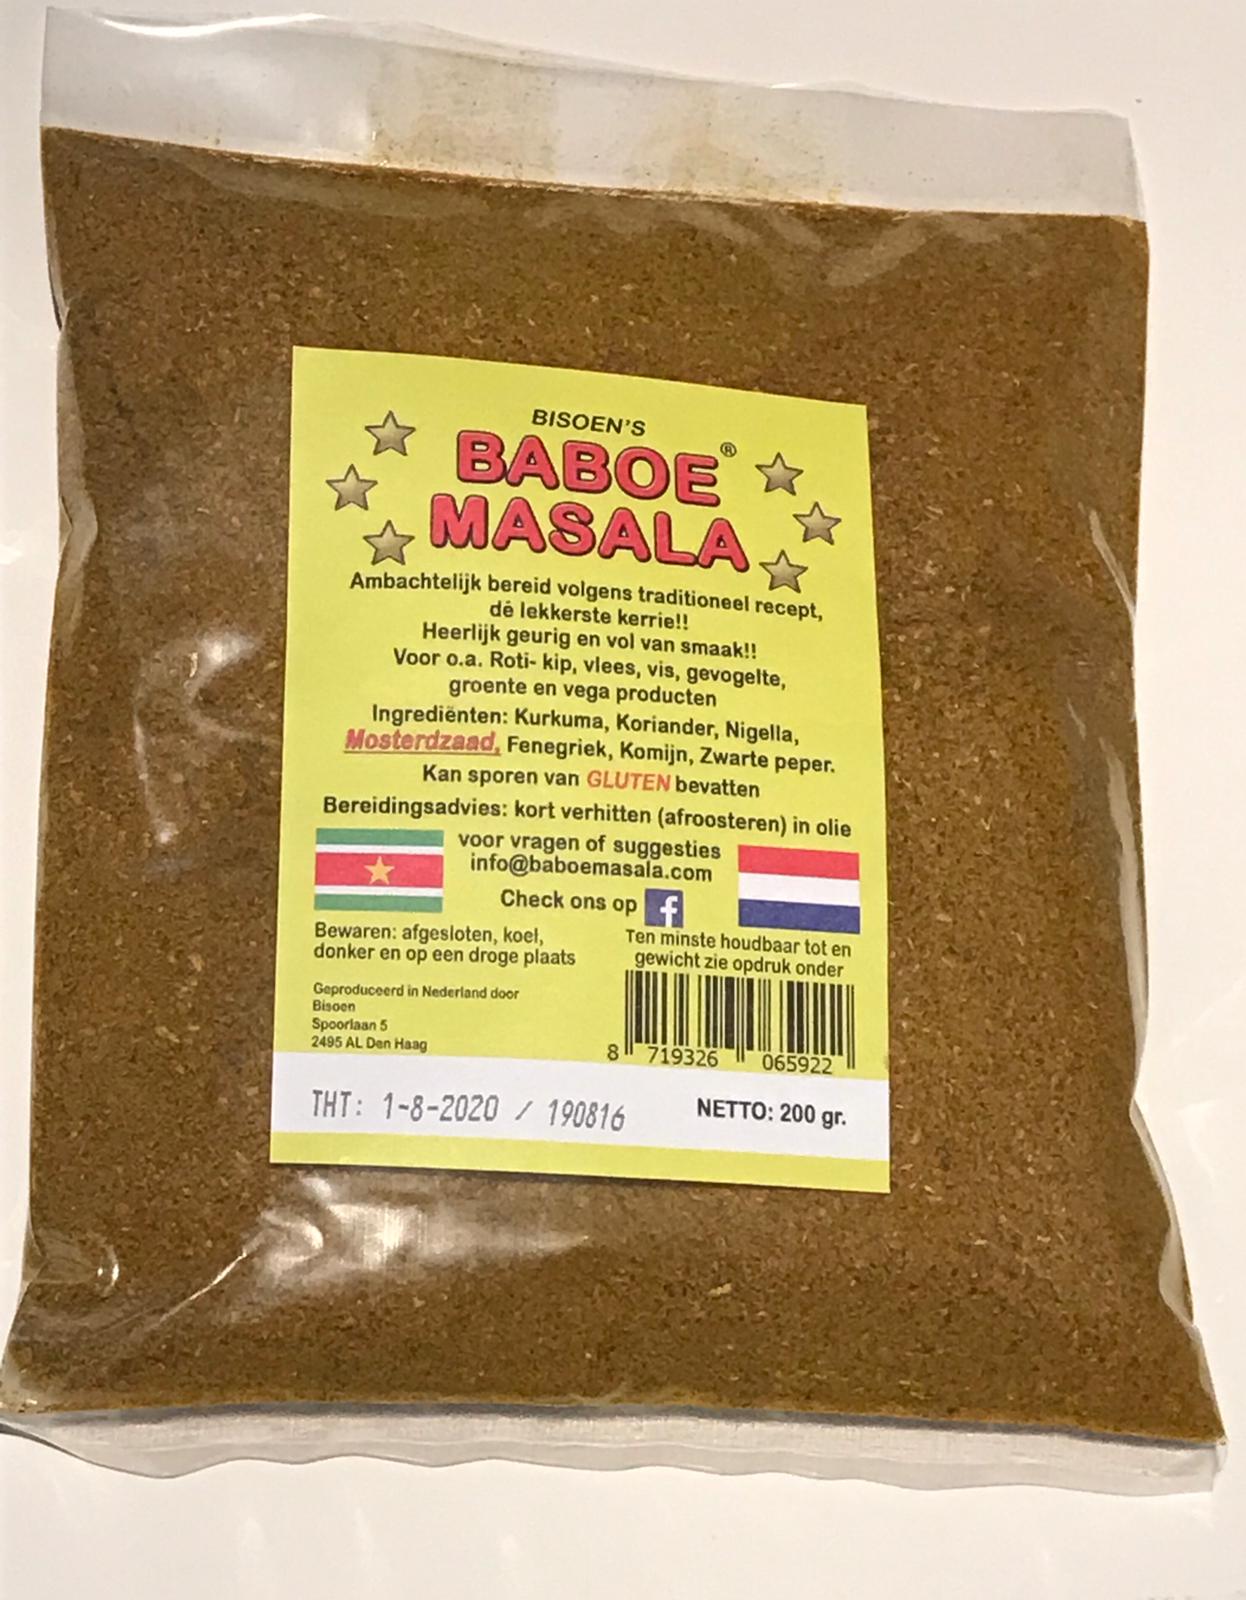 BISOEN'S
BABOE®
MASALA
Ambachtelijk bereid volgens traditioneel recept,
dé lekkerste kerrie!!
Heerlijk geurig en vol van smaak!!
Voor o.a. Roti- kip, vlees, vis, gevogelte,
groente en vega producten
Ingrediënten: Kurkuma, Koriander, Nigella,
Mosterdzaad, Fenegriek, Komijn, Zwarte peper.
Kan sporen van GLUTEN bevatten
Bereidingsadvies: kort verhitten (afroosteren) in olie
voor vragen of suggesties
info@baboemasala.com
Check ons op f
Bewaren: afgesloten, koel,
donker en op een droge plaats
Ten minste houdbaar tot en
gewicht zie opdruk onder
Geproduceerd in Nederland door
Bisoen
Spoorlaan 5
2495 AL Den Haag
8 719326 065922
THT: 1-8-2020 / 190816
NETTO: 200 gr.